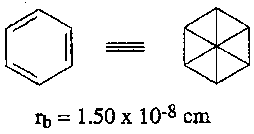 r_b = 1.50 x 10^-8 cm